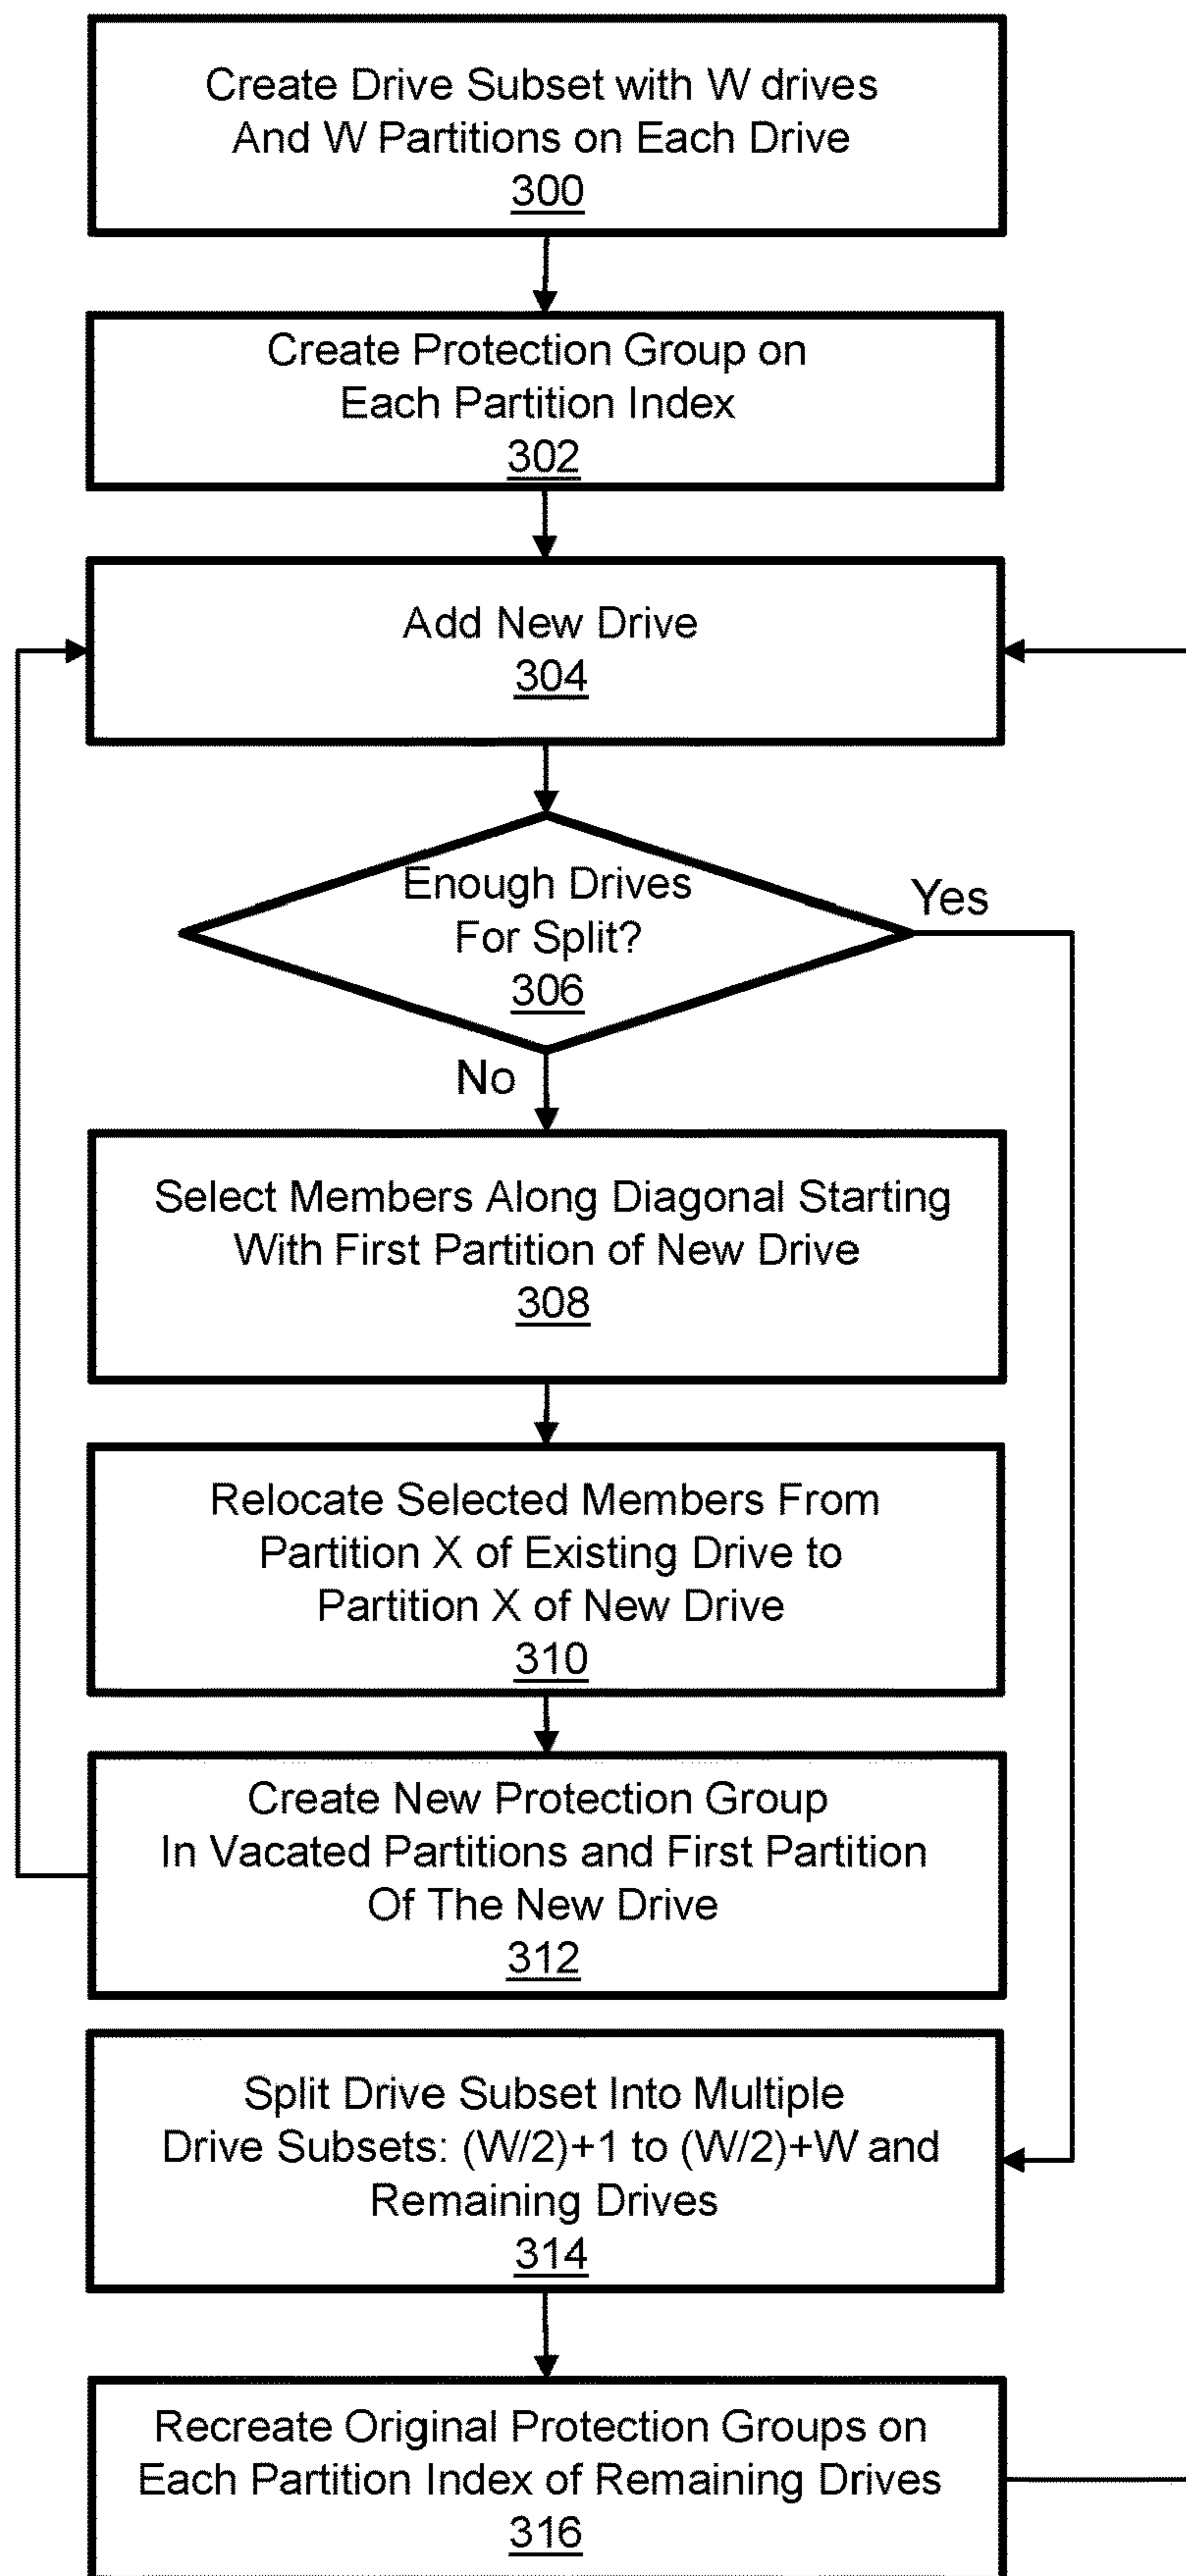 Create Drive Subset with W drives
And W Partitions on Each Drive
300
Create Protection Group on
Each Partition Index
302
Add New Drive
304
Enough Drives
For Split?
306
Yes
No
Select Members Along Diagonal Starting
With First Partition of New Drive
308
Relocate Selected Members From
Partition X of Existing Drive to
Partition X of New Drive
310
Create New Protection Group
In Vacated Partitions and First Partition
Of The New Drive
312
Split Drive Subset Into Multiple
Drive Subsets: (W/2)+1 to (W/2)+W and
Remaining Drives
314
Recreate Original Protection Groups on
Each Partition Index of Remaining Drives
316